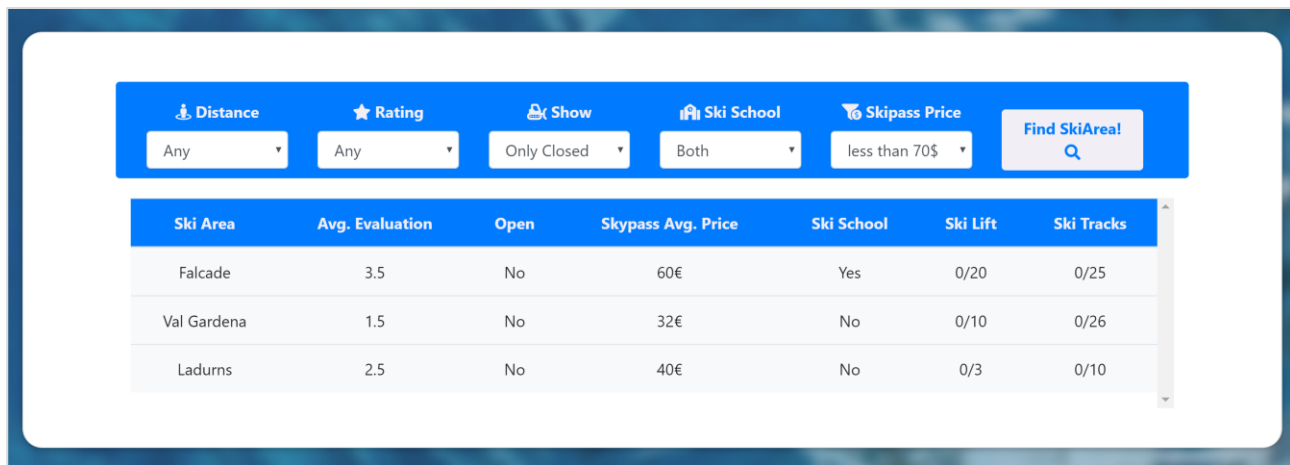 Distance Rating Show Ski School Skipass Price
Find SkiArea!
Any Any Only Closed Both less than 70$
Ski Area Avg. Evaluation Open Skypass Avg. Price Ski School Ski Lift Ski Tracks
Falcade 3.5 No 60€ Yes 0/20 0/25
Val Gardena 1.5 No 32€ No 0/10 0/26
Ladurns 2.5 No 40€ No 0/3 0/10